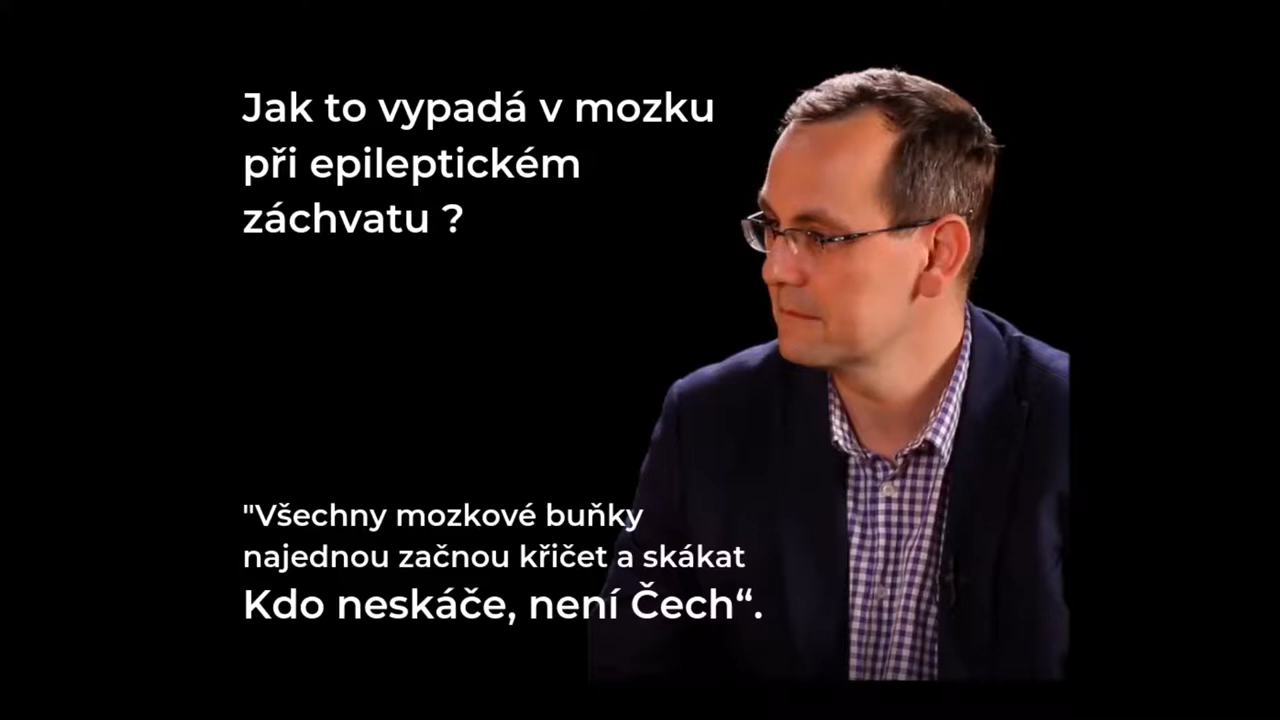 Jak to vypadá v mozku
při epileptickém
záchvatu ?
"Všechny mozkové buňky
najednou začnou křičet a skákat
Kdo neskáče, není Čech“.